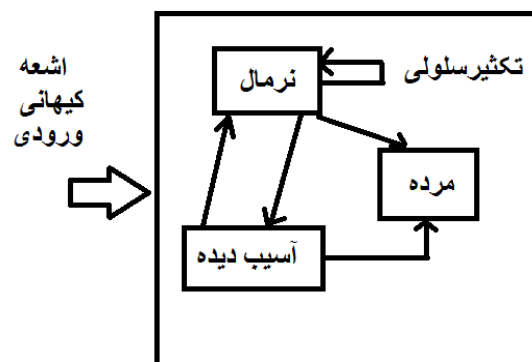 اشعه
کیهانی
ورودی
تکثیرسلولی
نرمال
مرده
آسیب دیده